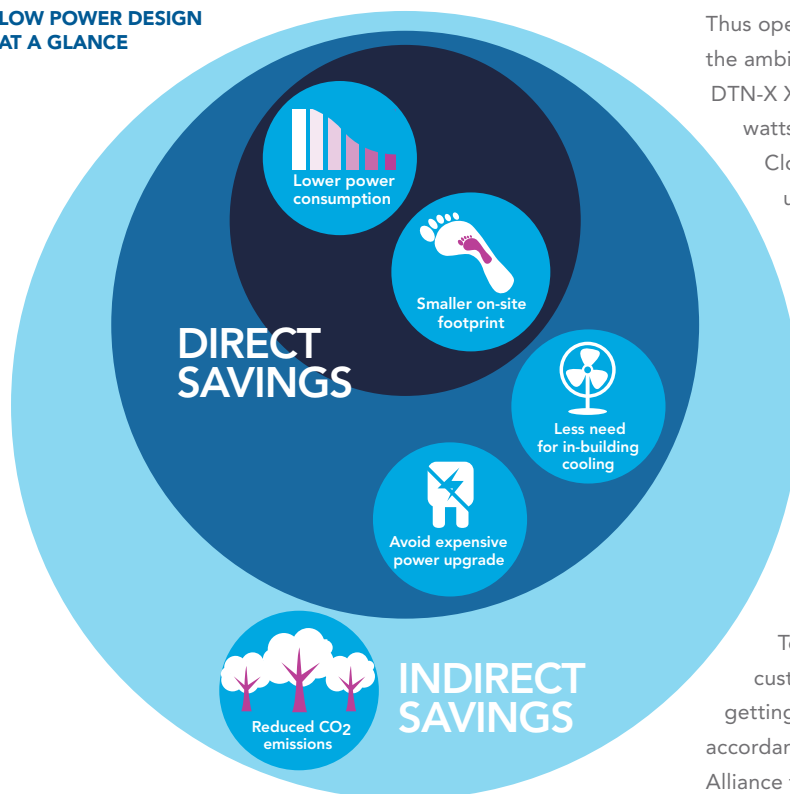 LOW POWER DESIGN
AT A GLANCE
Lower power
consumption
Smaller on-site
footprint
DIRECT
SAVINGS
Less need
for in-building
cooling
Avoid expensive
power upgrade
Reduced CO2
emissions
INDIRECT
SAVINGS
Thus ope
the ambi
DTN-X X
watts
Clo
u
cust
getting
Alliance